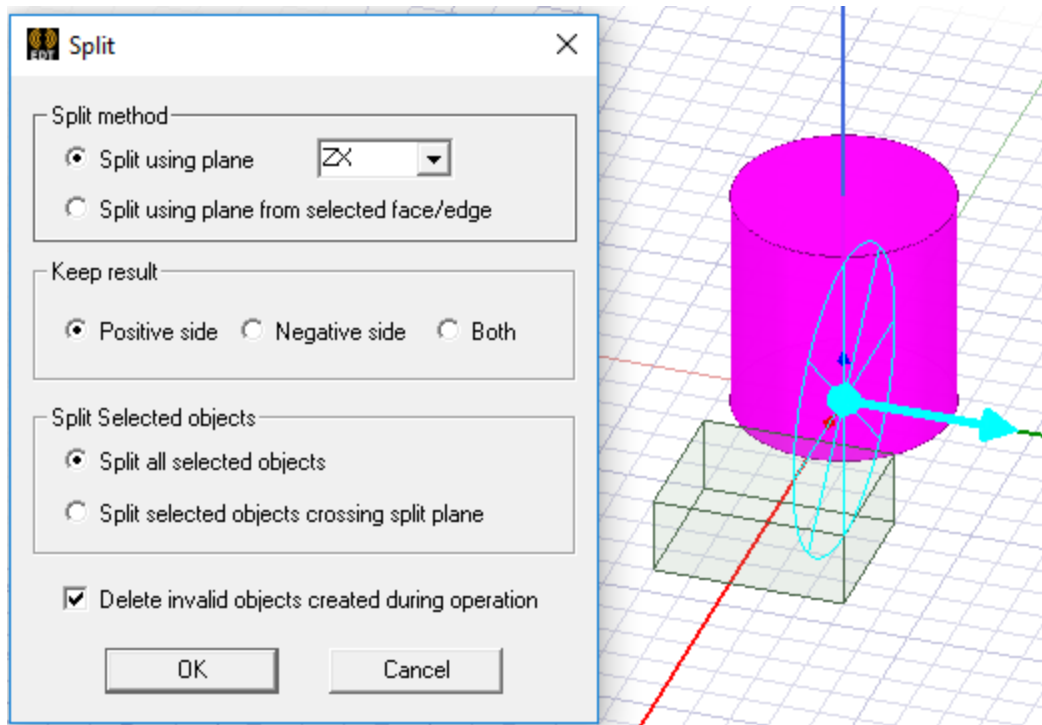 EDT Split
Split method
Split using plane ZX
Split using plane from selected face/edge
Keep result
Positive side Negative side Both
Split Selected objects
Split all selected objects
Split selected objects crossing split plane
Delete invalid objects created during operation
OK Cancel